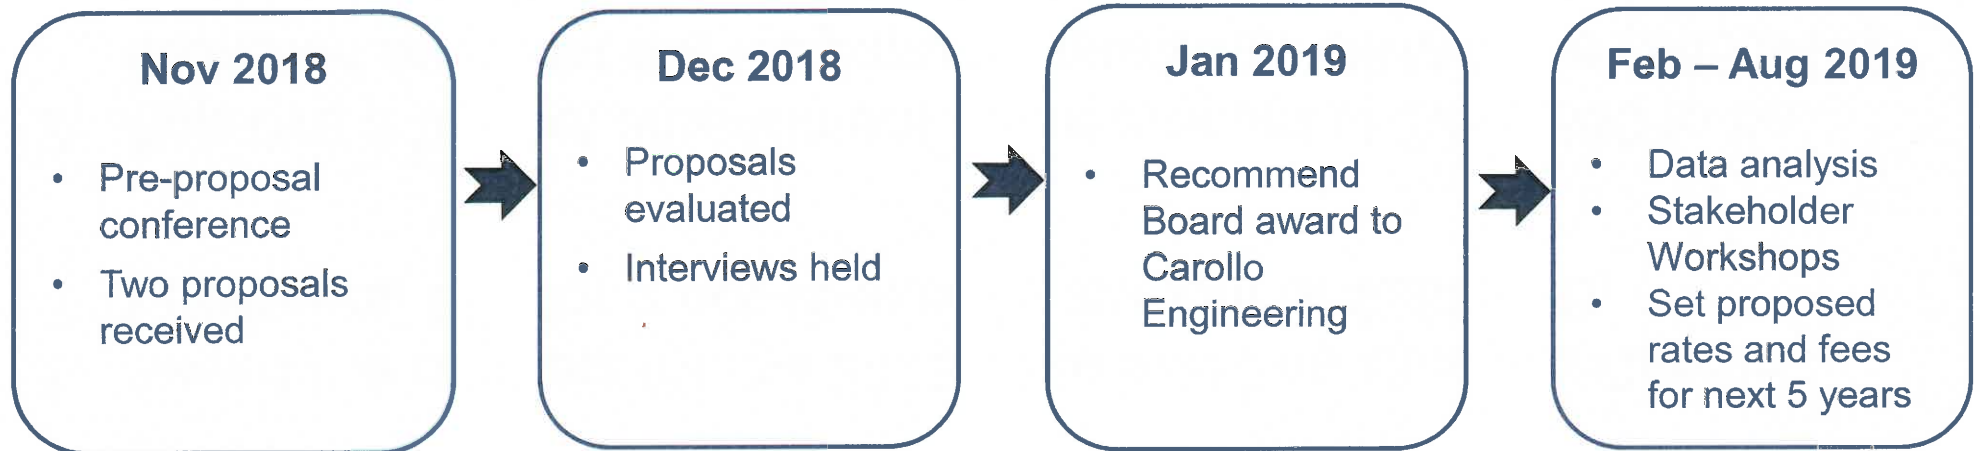 Nov 2018
• Pre-proposal
conference
• Two proposals
received
Dec 2018
• Proposals
evaluated
• Interviews held
Jan 2019
• Recommend
Board award to
Carollo
Engineering
Feb – Aug 2019
• Data analysis
• Stakeholder
Workshops
• Set proposed
rates and fees
for next 5 years